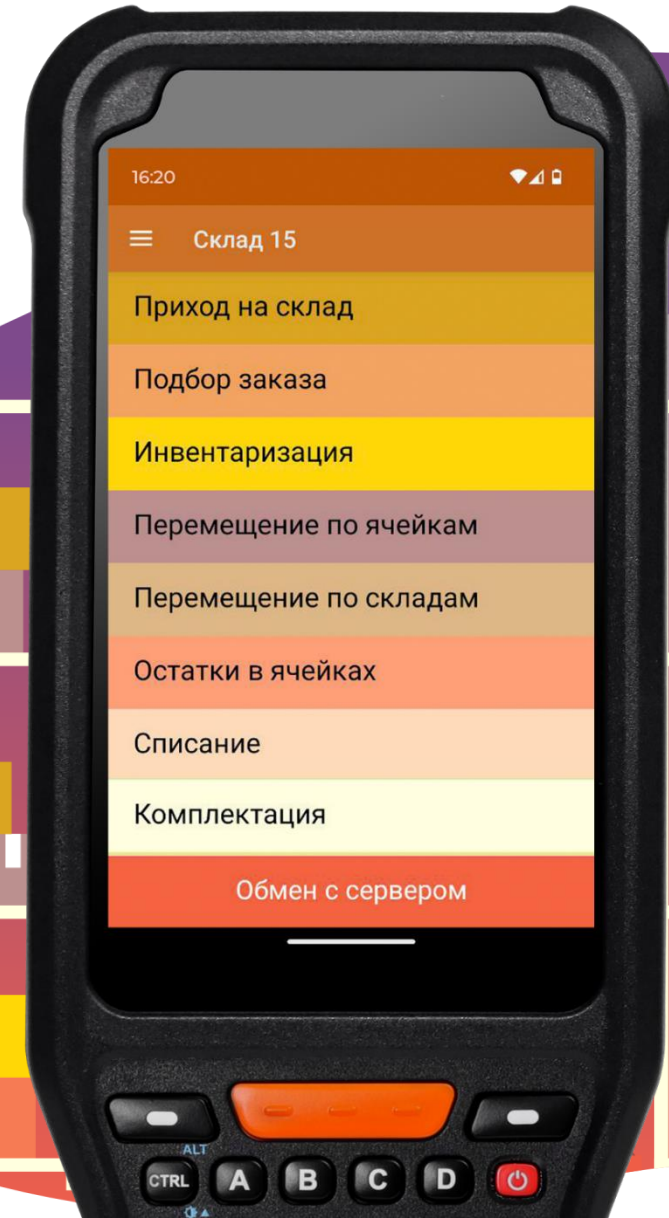 16:20
Склад 15
Приход на склад
Подбор заказа
Инвентаризация
Перемещение по ячейкам
Перемещение по складам
Остатки в ячейках
Списание
Комплектация
Обмен с сервером
ALT
CTRL A B C D